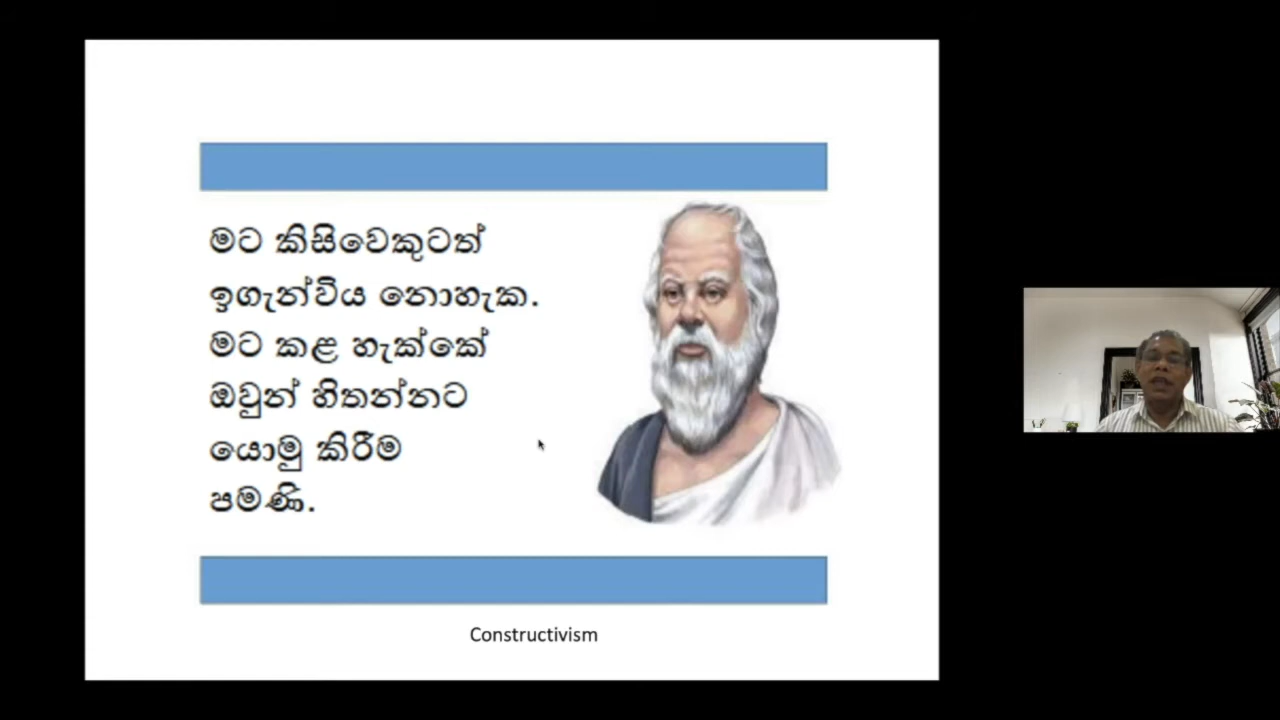 මට කිසිවෙකුටත්
ඉගැන්විය නොහැක.
මට කළ හැක්කේ
ඔවුන් හිතන්නට
යොමු කිරීම
පමණි.
Constructivism